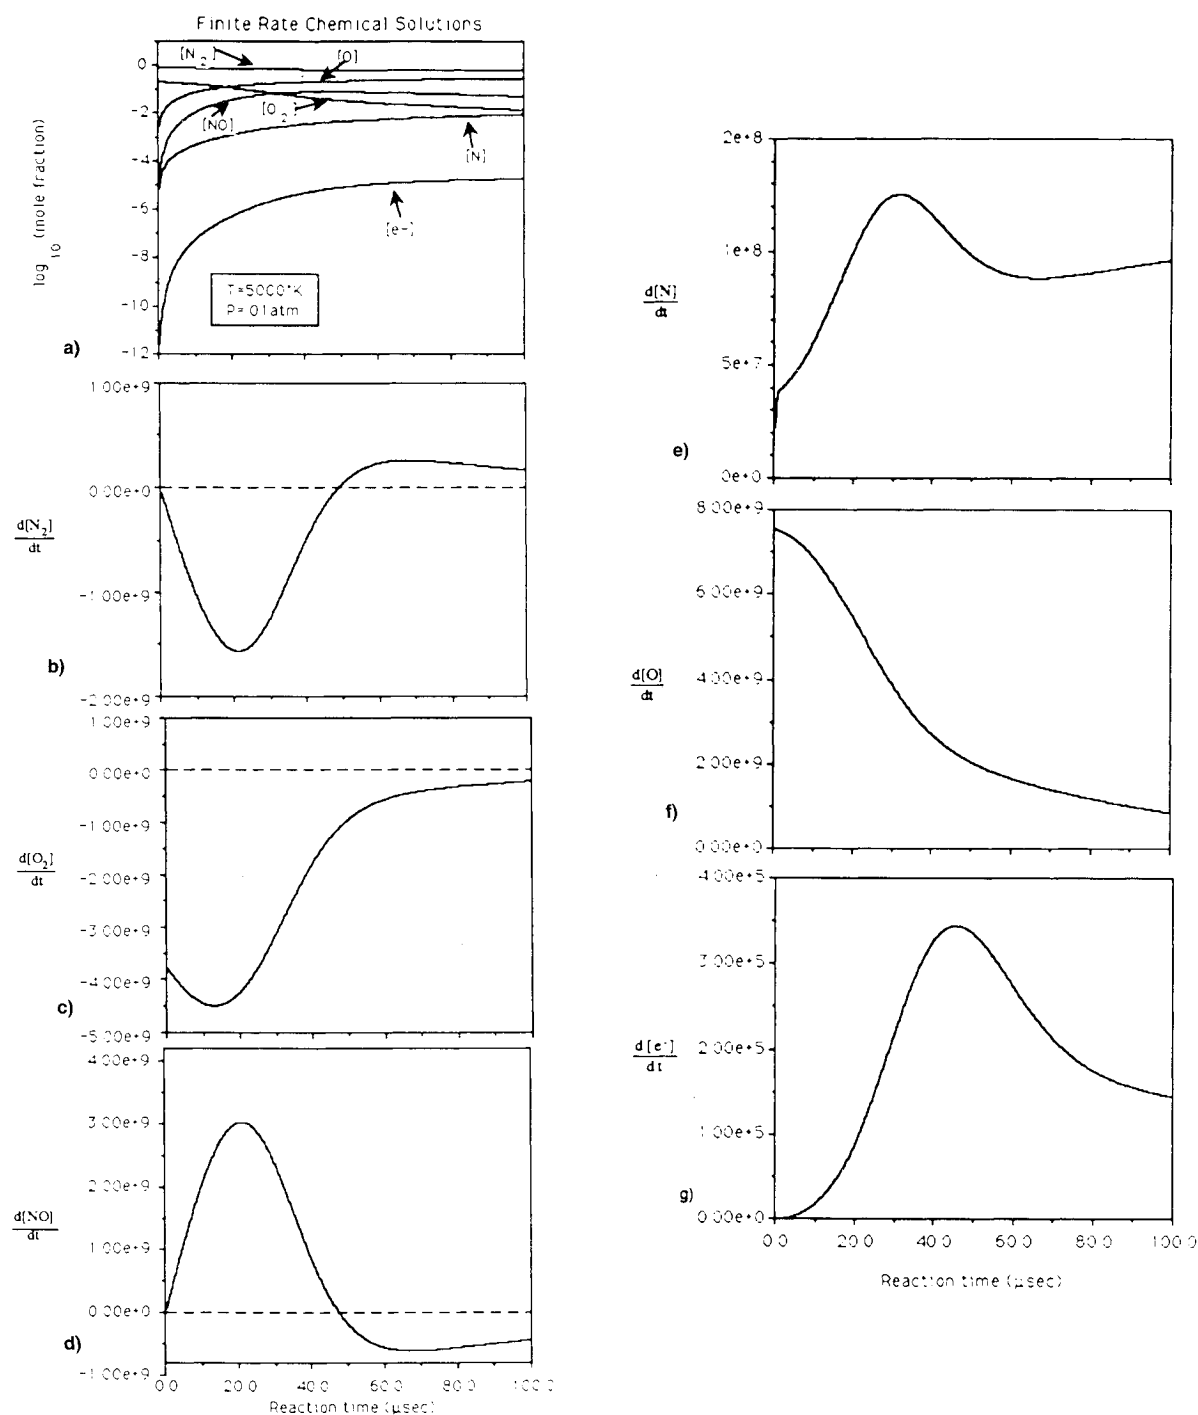 Finite Rate Chemical Solutions
[N2]
[O]
[NO]
[O2]
[N]
[e-]
T=5000°K
P= 01atm
log10 (mole fraction)
0
-2
-4
-6
-8
-10
-12
a)
1.00e+9
0.00e+0
-1.00e+9
-2.00e+9
d[N2]
dt
b)
1.00e+9
0.00e+0
-1.00e+9
-2.00e+9
-3.00e+9
-4.00e+9
-5.00e+9
d[O2]
dt
c)
4.00e+9
3.00e+9
2.00e+9
1.00e+9
0.00e+0
-1.00e+9
d[NO]
dt
d)
0.0 20.0 40.0 60.0 80.0 100.0
Reaction time (µsec)
2e+8
1e+8
5e+7
0e+0
d[N]
dt
e)
8.00e+9
6.00e+9
4.00e+9
2.00e+9
0.00e+0
d[O]
dt
f)
4.00e+5
3.00e+5
2.00e+5
1.00e+5
0.00e+0
d[e-]
dt
g)
0.0 20.0 40.0 60.0 80.0 100.0
Reaction time (µsec)